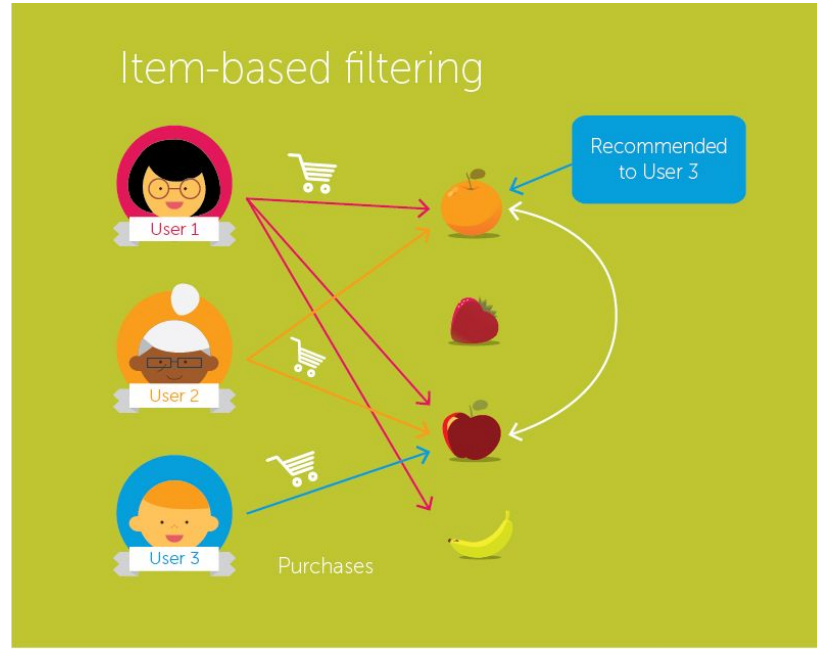 Item-based filtering
Recommended
to User 3
User 1
User 2
User 3
Purchases